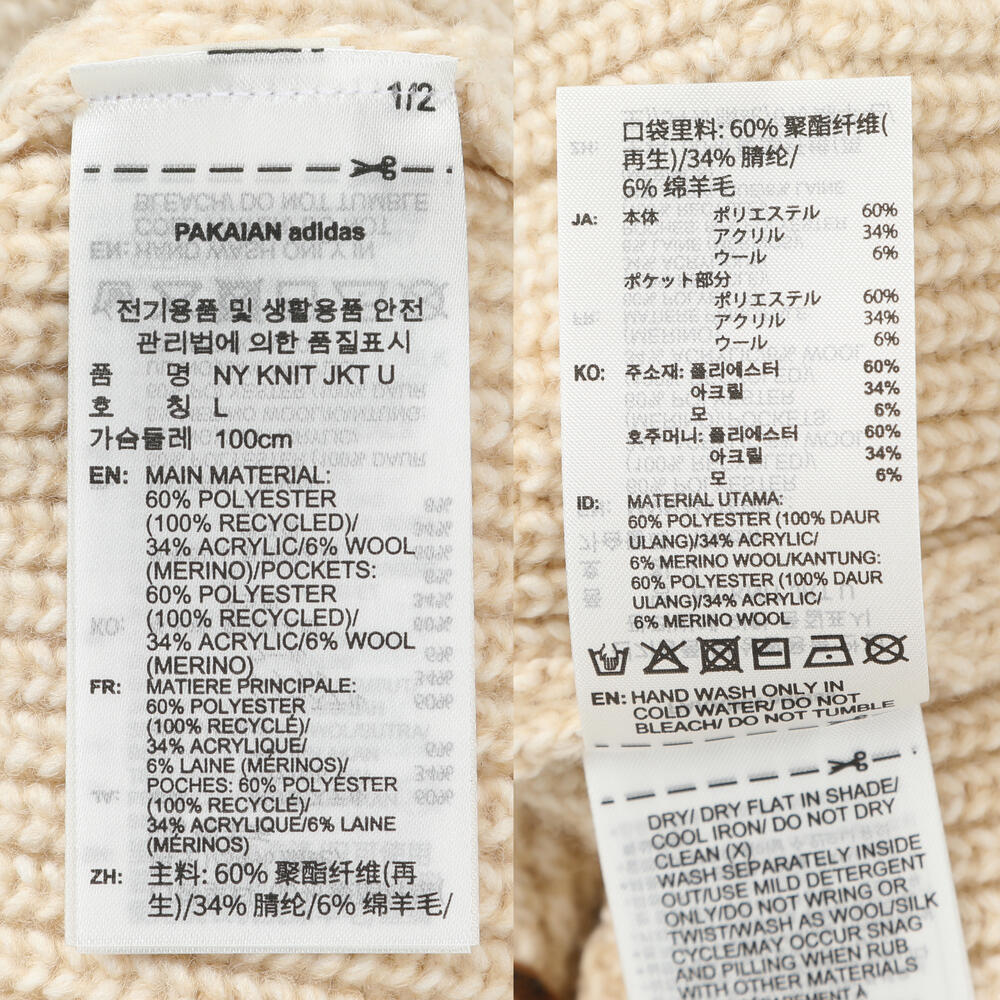 1/2
PAKAIAN adidas
전기용품 및 생활용품 안전
관리법에 의한 품질표시
품 명 NY KNIT JKT U
호 칭 L
가슴둘레 100cm
EN: MAIN MATERIAL:
60% POLYESTER
(100% RECYCLED)/
34% ACRYLIC/6% WOOL
(MERINO)/POCKETS:
60% POLYESTER
(100% RECYCLED)/
34% ACRYLIC/6% WOOL
(MERINO)
FR: MATIERE PRINCIPALE:
60% POLYESTER
(100% RECYCLÉ)/
34% ACRYLIQUE/
6% LAINE (MÉRINOS)/
POCHES: 60% POLYESTER
(100% RECYCLÉ)/
34% ACRYLIQUE/6% LAINE
(MÉRINOS)
ZH: 主料: 60% 聚酯纤维(再
生)/34% 腈纶/6% 绵羊毛/
口袋里料: 60% 聚酯纤维(
再生)/34% 腈纶/
6% 绵羊毛
JA: 本体 ポリエステル 60%
アクリル 34%
ウール 6%
ポケット部分
ポリエステル 60%
アクリル 34%
ウール 6%
KO: 주소재: 폴리에스터 60%
아크릴 34%
모 6%
호주머니: 폴리에스터 60%
아크릴 34%
모 6%
ID: MATERIAL UTAMA:
60% POLYESTER (100% DAUR
ULANG)/34% ACRYLIC/
6% MERINO WOOL/KANTUNG:
60% POLYESTER (100% DAUR
ULANG)/34% ACRYLIC/
6% MERINO WOOL
EN: HAND WASH ONLY IN
COLD WATER/ DO NOT
BLEACH/ DO NOT TUMBLE
DRY/ DRY FLAT IN SHADE/
COOL IRON/ DO NOT DRY
CLEAN (X)
WASH SEPARATELY INSIDE
OUT/USE MILD DETERGENT
ONLY/DO NOT WRING OR
TWIST/WASH AS WOOL/SILK
CYCLE/MAY OCCUR SNAG
AND PILLING WHEN RUB
WITH OTHER MATERIALS